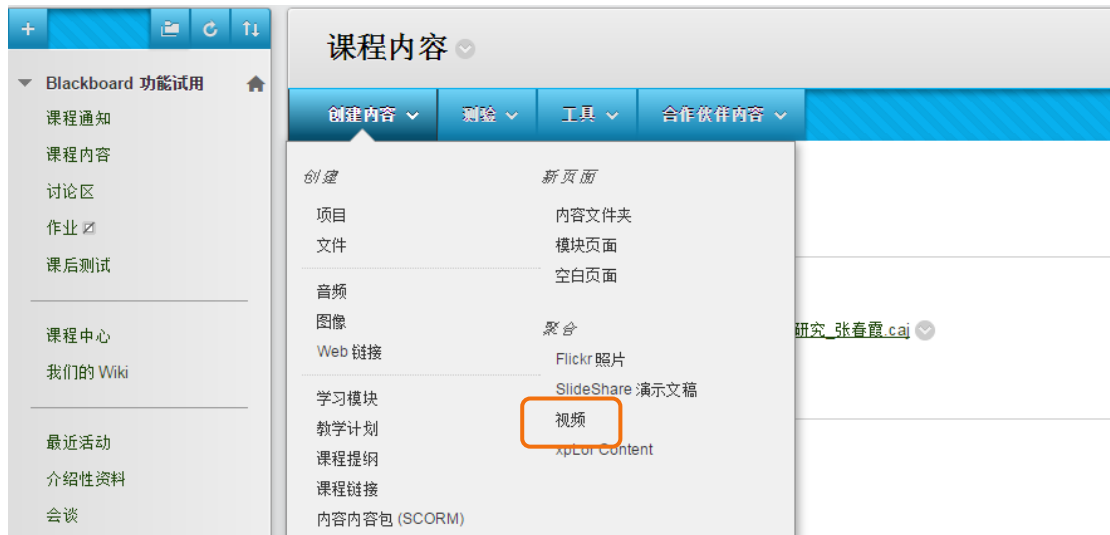 Blackboard 功能试用
课程通知
课程内容
讨论区
作业
课后测试
课程中心
我们的 Wiki
最近活动
介绍性资料
会谈
课程内容
创建内容
测验
工具
合作伙伴内容
创建
项目
文件
音频
图像
Web 链接
学习模块
教学计划
课程提纲
课程链接
内容内容包 (SCORM)
新页面
内容文件夹
模块页面
空白页面
聚合
Flickr 照片
SlideShare 演示文稿
视频
xpLor Content
研究_张春霞.caj